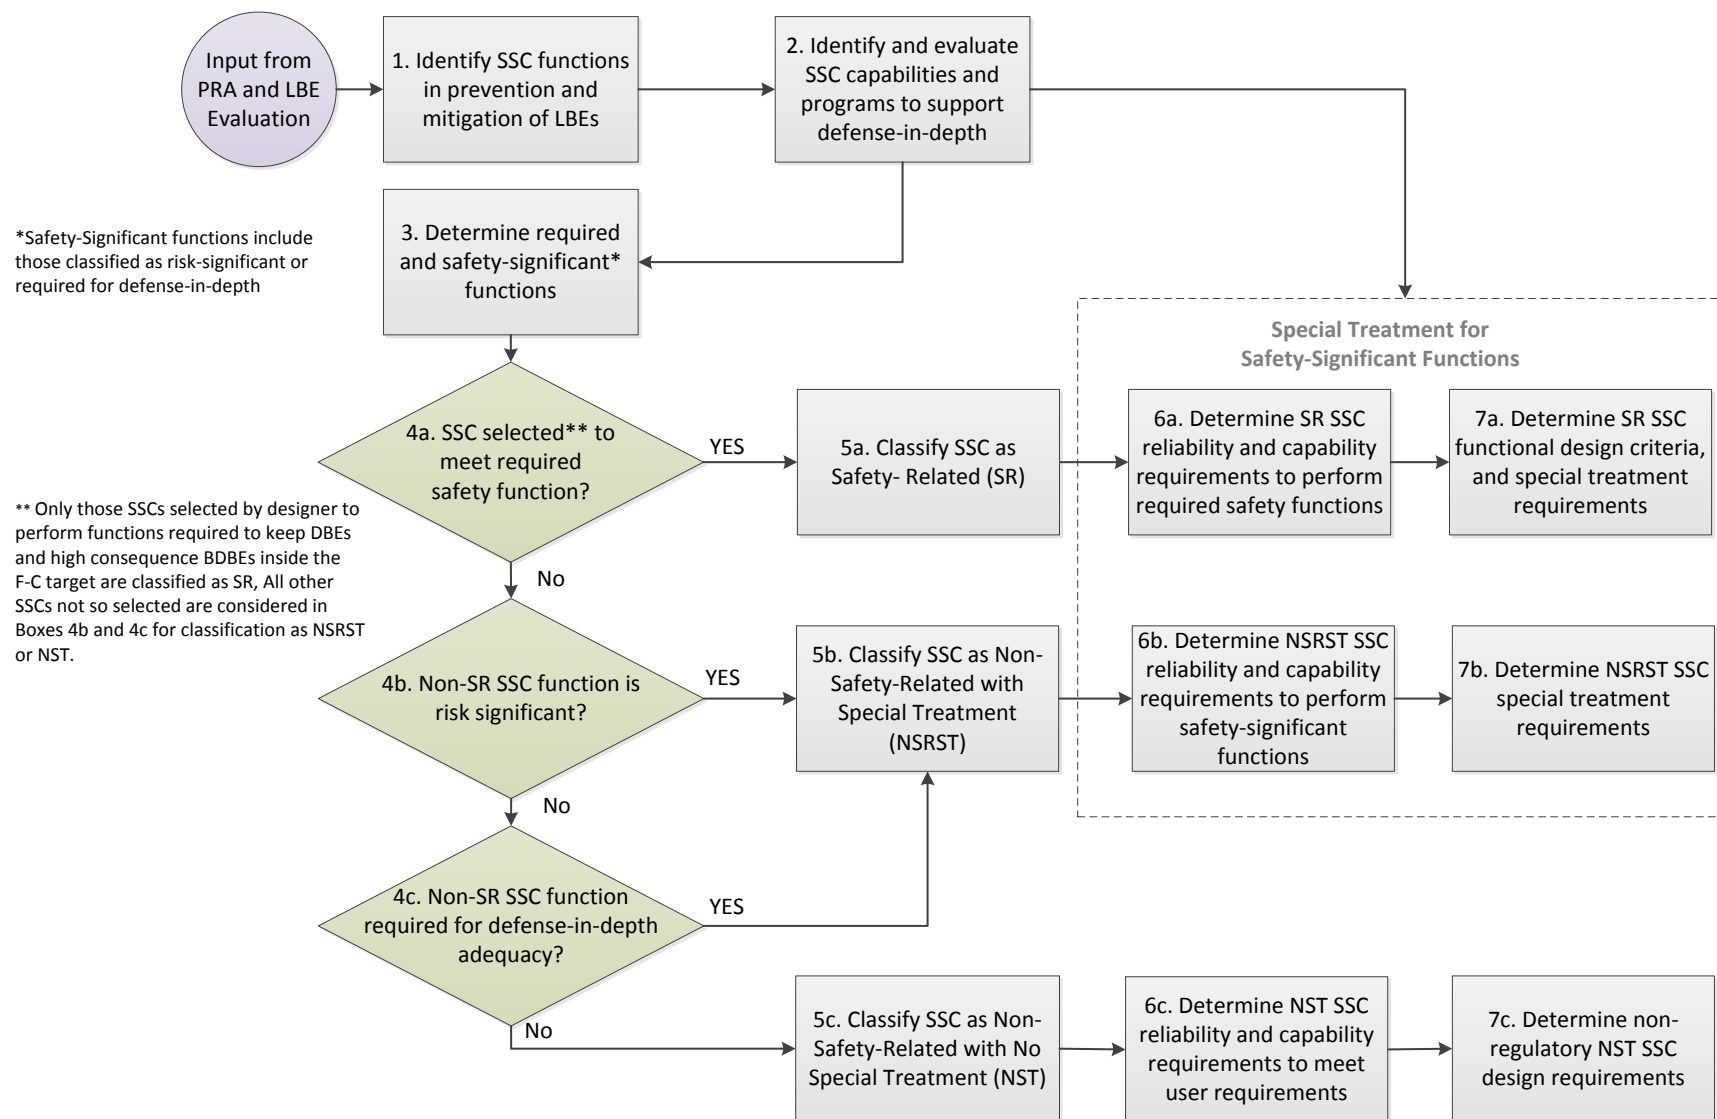 Input from
PRA and LBE
Evaluation
1. Identify SSC functions
in prevention and
mitigation of LBEs
2. Identify and evaluate
SSC capabilities and
programs to support
defense-in-depth
*Safety-Significant functions include
those classified as risk-significant or
required for defense-in-depth
3. Determine required
and safety-significant*
functions
Special Treatment for
Safety-Significant Functions
4a. SSC selected** to
meet required
safety function?
YES
5a. Classify SSC as
Safety- Related (SR)
6a. Determine SR SSC
reliability and capability
requirements to perform
required safety functions
7a. Determine SR SSC
functional design criteria,
and special treatment
requirements
** Only those SSCs selected by designer to
perform functions required to keep DBEs
and high consequence BDBEs inside the
F-C target are classified as SR, All other
SSCs not so selected are considered in
Boxes 4b and 4c for classification as NSRST
or NST.
No
4b. Non-SR SSC function is
risk significant?
YES
5b. Classify SSC as Non-
Safety-Related with
Special Treatment
(NSRST)
6b. Determine NSRST SSC
reliability and capability
requirements to perform
safety-significant
functions
7b. Determine NSRST SSC
special treatment
requirements
No
4c. Non-SR SSC function
required for defense-in-depth
adequacy?
YES
No
5c. Classify SSC as Non-
Safety-Related with No
Special Treatment (NST)
6c. Determine NST SSC
reliability and capability
requirements to meet
user requirements
7c. Determine non-
regulatory NST SSC
design requirements